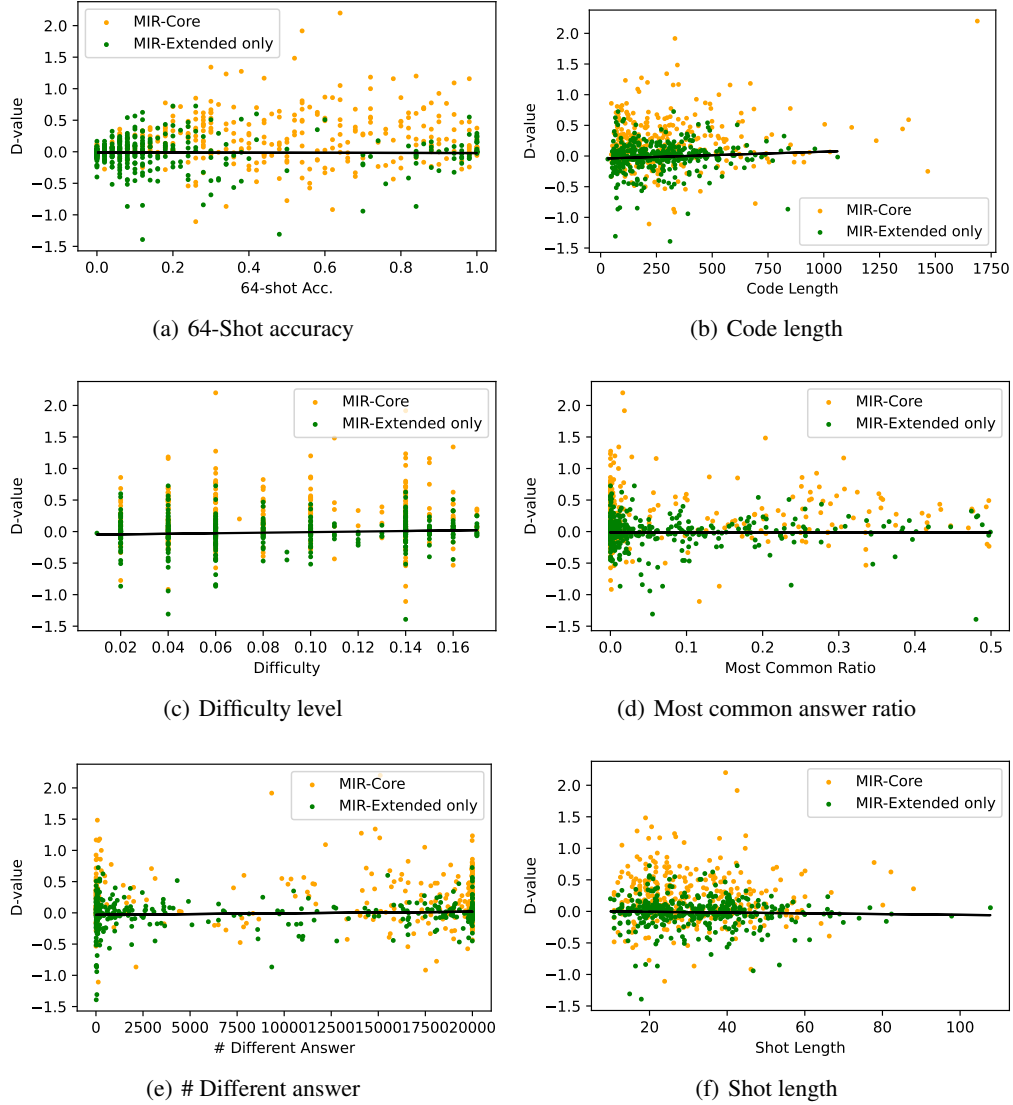 2.0
1.5
1.0
0.5
0.0
−0.5
−1.0
−1.5
D-value
MIR-Core
MIR-Extended only
0.0 0.2 0.4 0.6 0.8 1.0
64-shot Acc.
(a) 64-Shot accuracy
2.0
1.5
1.0
0.5
0.0
−0.5
−1.0
−1.5
D-value
MIR-Core
MIR-Extended only
0 250 500 750 1000 1250 1500 1750
Code Length
(b) Code length
2.0
1.5
1.0
0.5
0.0
−0.5
−1.0
−1.5
D-value
MIR-Core
MIR-Extended only
0.02 0.04 0.06 0.08 0.10 0.12 0.14 0.16
Difficulty
(c) Difficulty level
2.0
1.5
1.0
0.5
0.0
−0.5
−1.0
−1.5
D-value
MIR-Core
MIR-Extended only
0.0 0.1 0.2 0.3 0.4 0.5
Most Common Ratio
(d) Most common answer ratio
2.0
1.5
1.0
0.5
0.0
−0.5
−1.0
−1.5
D-value
MIR-Core
MIR-Extended only
0 2500 5000 7500 10000 12500 15000 17500 20000
# Different Answer
(e) # Different answer
2.0
1.5
1.0
0.5
0.0
−0.5
−1.0
−1.5
D-value
MIR-Core
MIR-Extended only
20 40 60 80 100
Shot Length
(f) Shot length